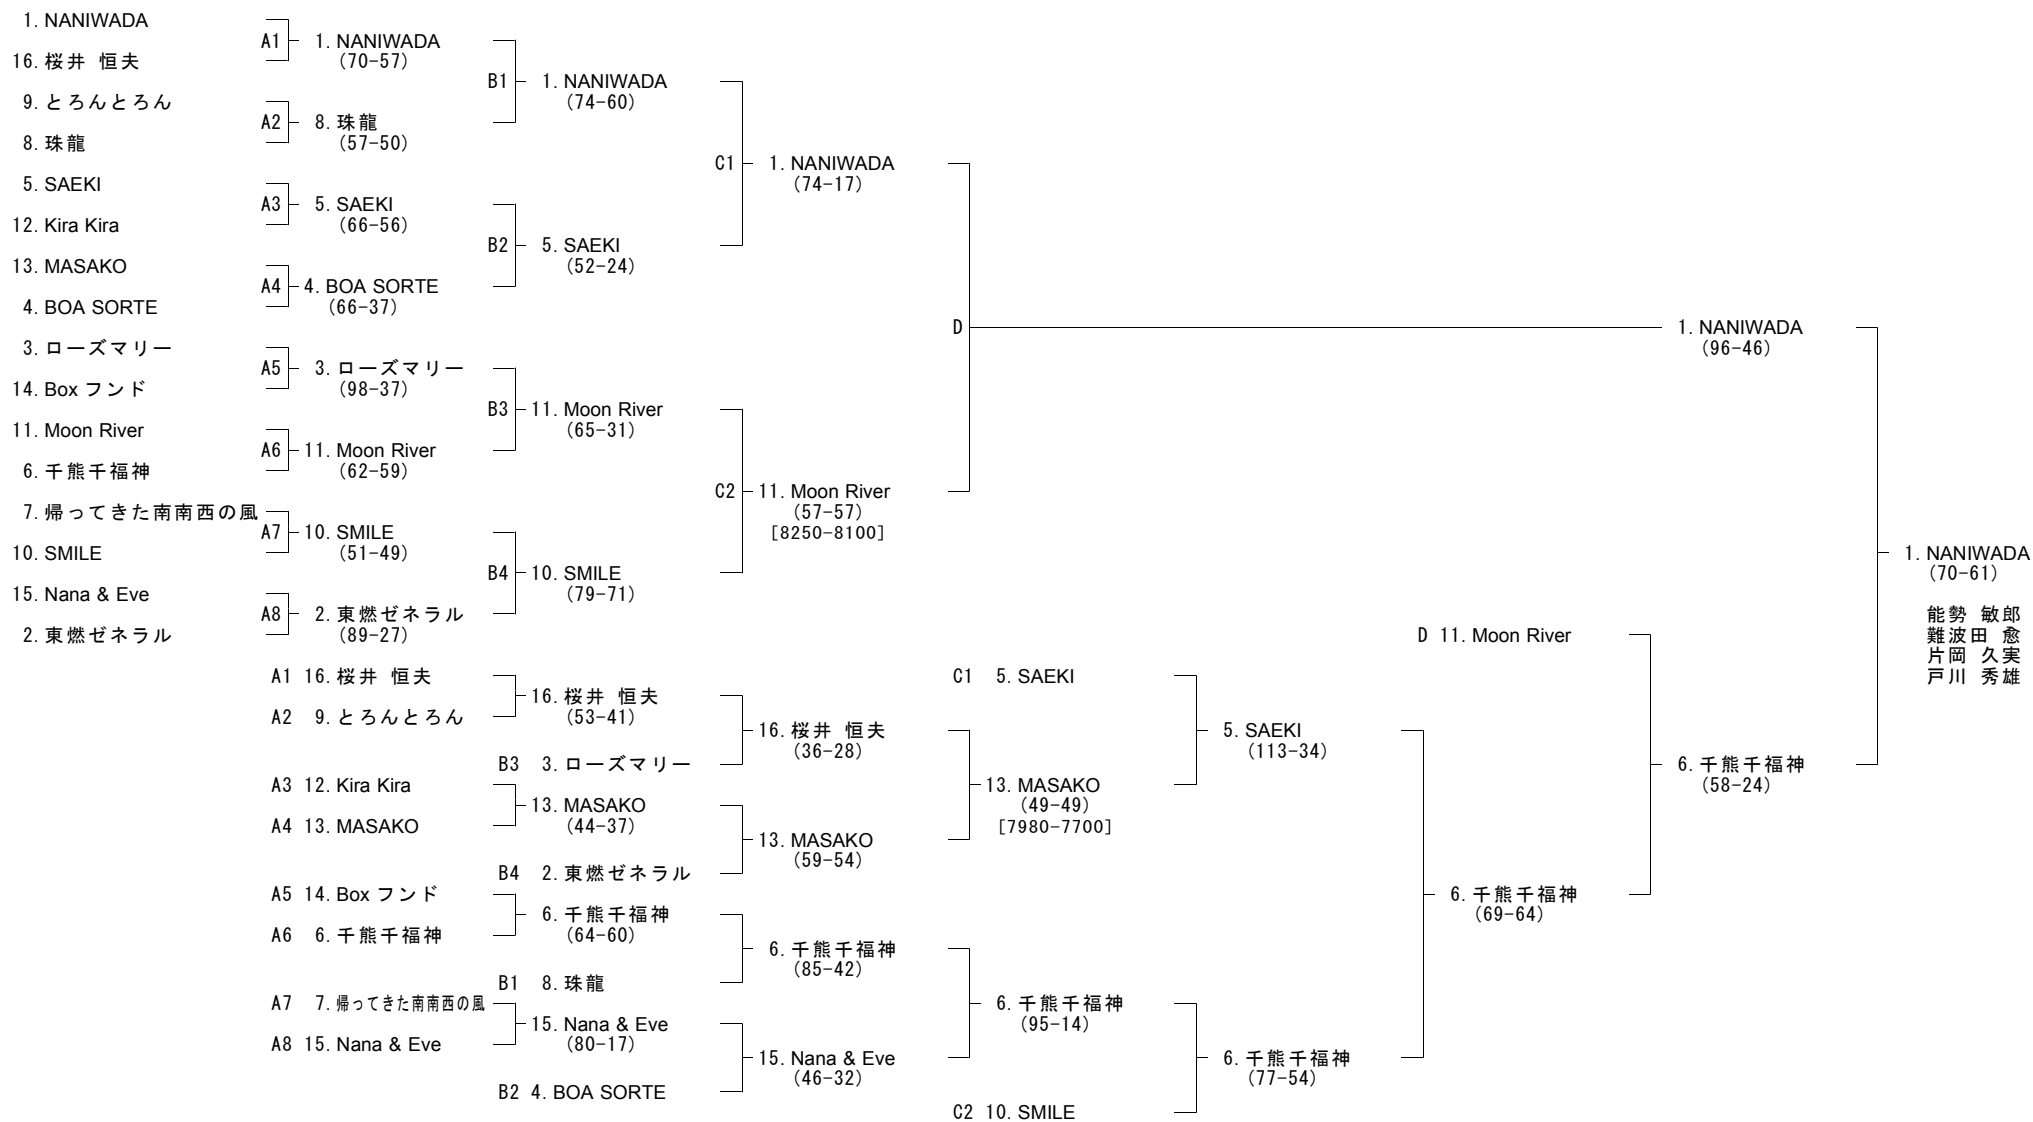 1. NANIWADA
16. 桜井 恒夫
9. とろんとろん
8. 珠龍
5. SAEKI
12. Kira Kira
13. MASAKO
4. BOA SORTE
3. ローズマリー
14. Box フンド
11. Moon River
6. 千熊千福神
7. 帰ってきた南南西の風
10. SMILE
15. Nana & Eve
2. 東燃ゼネラル
A1 1. NANIWADA
(70-57)
A2 8. 珠龍
(57-50)
A3 5. SAEKI
(66-56)
A4 4. BOA SORTE
(66-37)
A5 3. ローズマリー
(98-37)
A6 11. Moon River
(62-59)
A7 10. SMILE
(51-49)
A8 2. 東燃ゼネラル
(89-27)
B1 1. NANIWADA
(74-60)
B2 5. SAEKI
(52-24)
B3 11. Moon River
(65-31)
B4 10. SMILE
(79-71)
C1 1. NANIWADA
(74-17)
C2 11. Moon River
(57-57)
[8250-8100]
D 1. NANIWADA
(96-46)
A1 16. 桜井 恒夫
A2 9. とろんとろん
A3 12. Kira Kira
A4 13. MASAKO
A5 14. Box フンド
A6 6. 千熊千福神
A7 7. 帰ってきた南南西の風
A8 15. Nana & Eve
16. 桜井 恒夫
(53-41)
B3 3. ローズマリー
13. MASAKO
(44-37)
B4 2. 東燃ゼネラル
6. 千熊千福神
(64-60)
B1 8. 珠龍
15. Nana & Eve
(80-17)
B2 4. BOA SORTE
16. 桜井 恒夫
(36-28)
13. MASAKO
(59-54)
6. 千熊千福神
(85-42)
15. Nana & Eve
(46-32)
C1 5. SAEKI
13. MASAKO
(49-49)
[7980-7700]
6. 千熊千福神
(95-14)
C2 10. SMILE
5. SAEKI
(113-34)
6. 千熊千福神
(77-54)
D 11. Moon River
6. 千熊千福神
(69-64)
6. 千熊千福神
(58-24)
1. NANIWADA
(70-61)
能勢 敏郎
難波田 愈
片岡 久実
戸川 秀雄